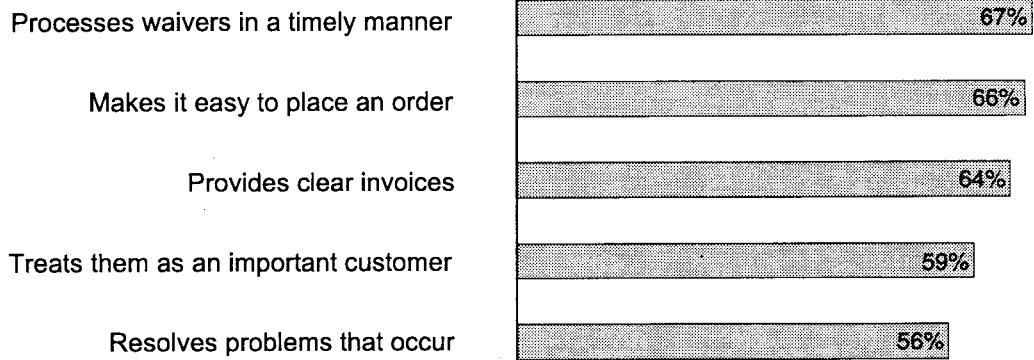 Processes waivers in a timely manner 67%
Makes it easy to place an order 66%
Provides clear invoices 64%
Treats them as an important customer 59%
Resolves problems that occur 56%